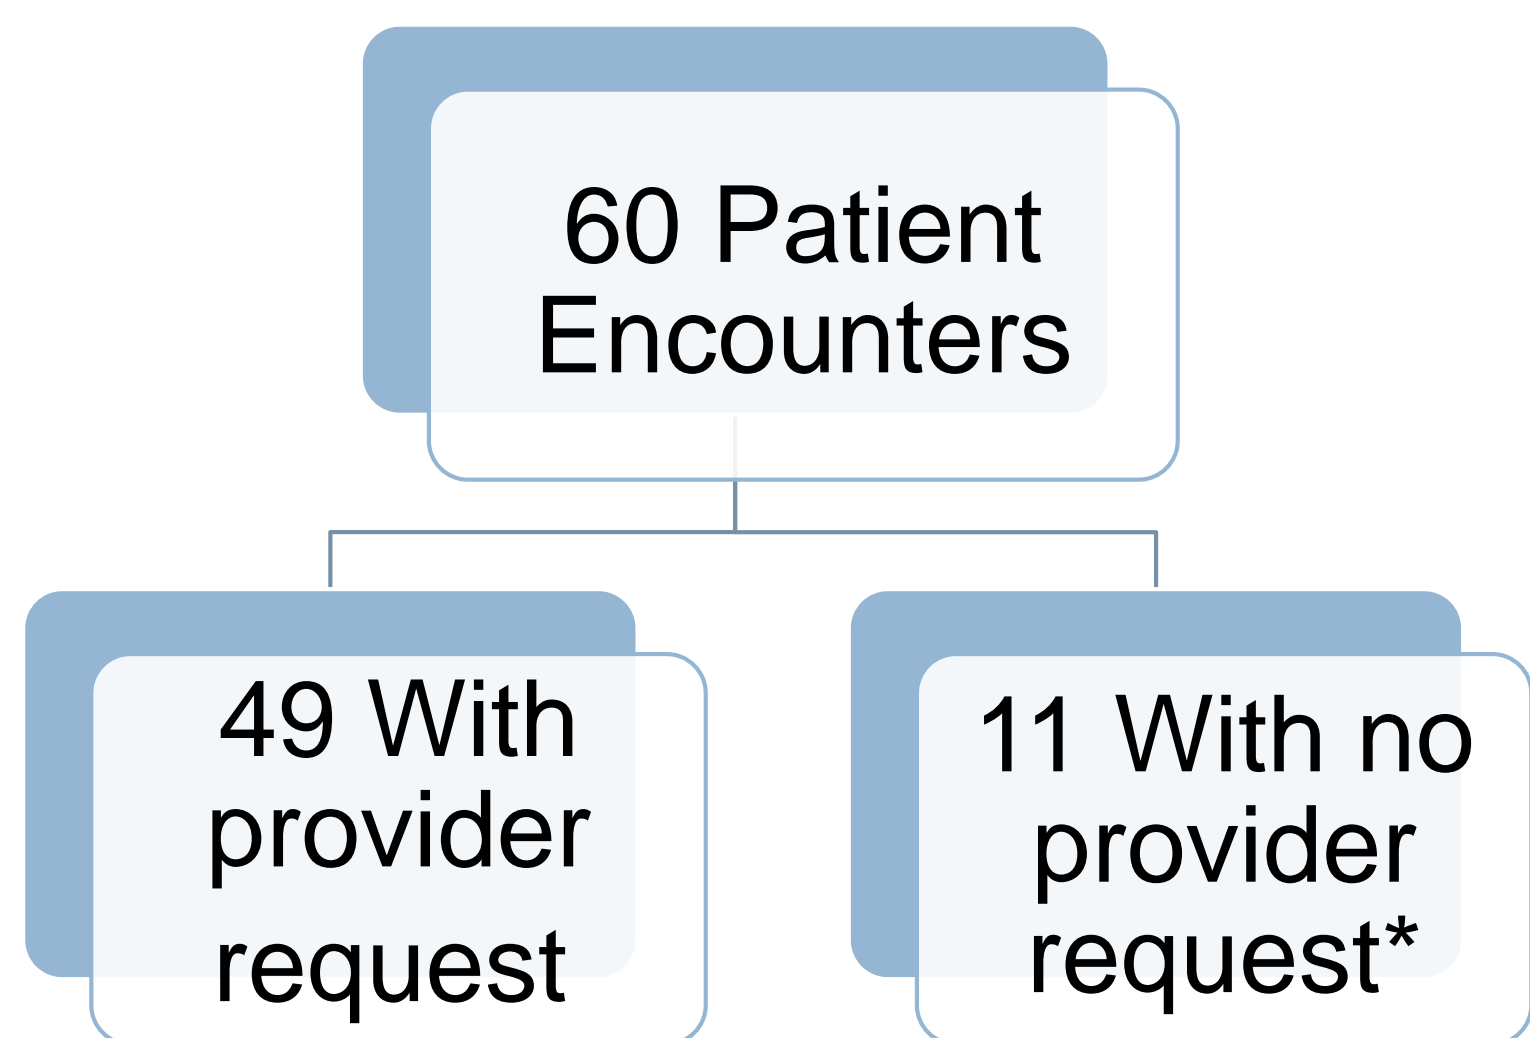 60 Patient
Encounters
49 With
provider
request
11 With no
provider
request*